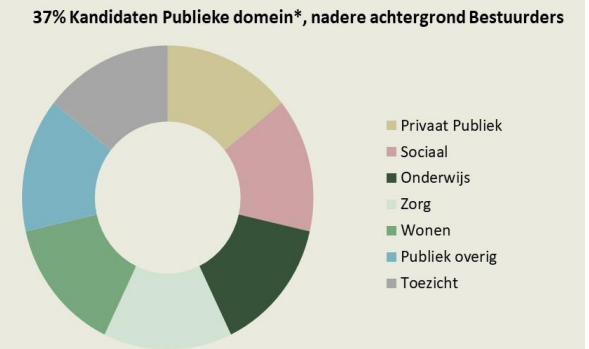 37% Kandidaten Publieke domein*, nadere achtergrond Bestuurders
Privaat Publiek
Sociaal
Onderwijs
Zorg
Wonen
Publiek overig
Toezicht